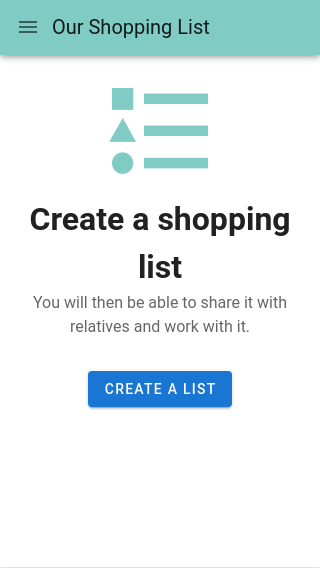 Our Shopping List
Create a shopping
list
You will then be able to share it with
relatives and work with it.
CREATE A LIST